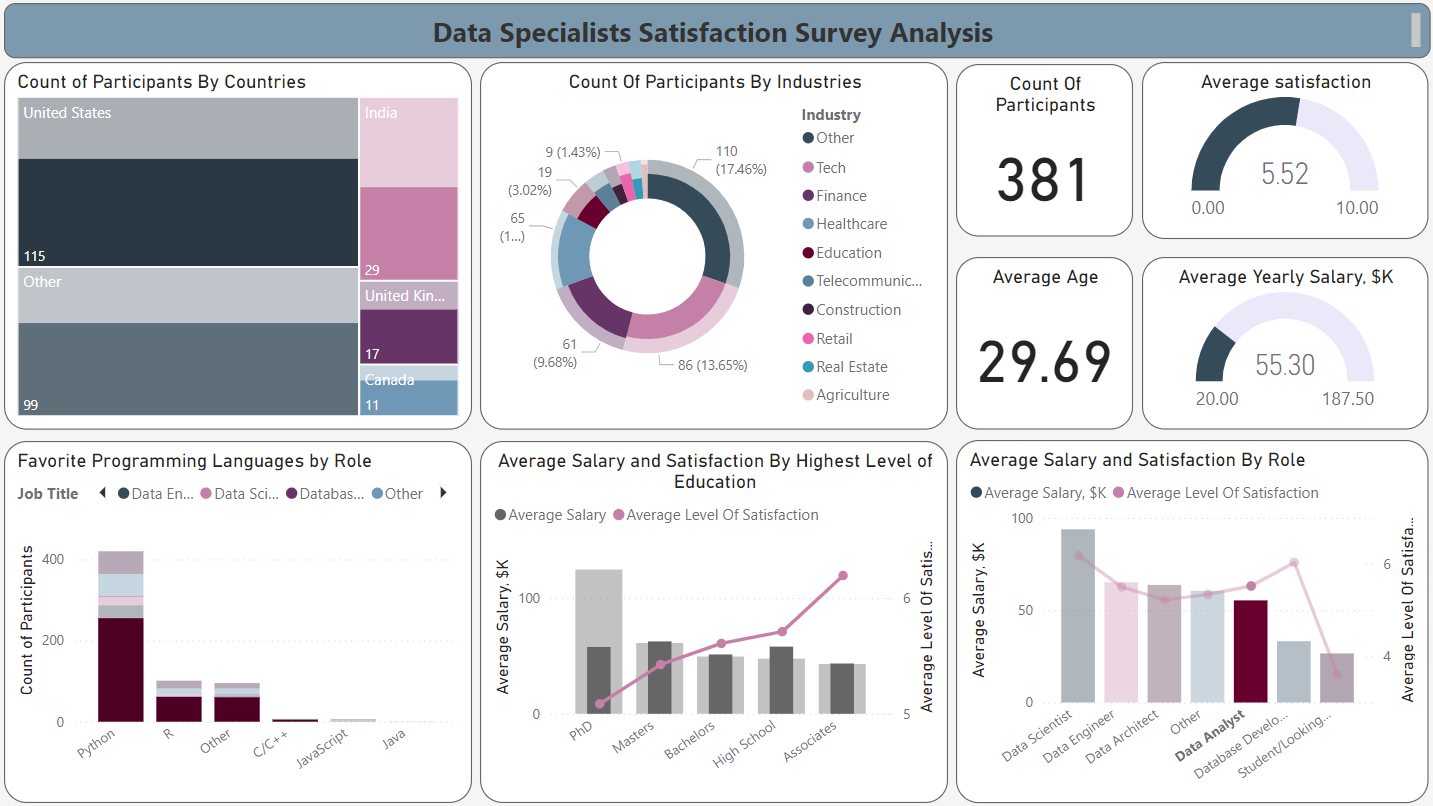 Data Specialists Satisfaction Survey Analysis
Count of Participants By Countries
United States
115
Other
99
India
29
United Kin...
17
Canada
11
Count Of Participants By Industries
9 (1.43%)
19
(3.02%)
65
(1...)
61
(9.68%)
86 (13.65%)
110
(17.46%)
Industry
Other
Tech
Finance
Healthcare
Education
Telecommunic...
Construction
Retail
Real Estate
Agriculture
Count Of
Participants
381
Average satisfaction
5.52
0.00
10.00
Average Age
29.69
Average Yearly Salary, $K
55.30
20.00
187.50
Favorite Programming Languages by Role
Job Title
Data En...
Data Sci...
Databas...
Other
Count of Participants
400
200
0
Python
R
Other
C/C++
JavaScript
Java
Average Salary and Satisfaction By Highest Level of
Education
Average Salary
Average Level Of Satisfaction
Average Salary, $K
100
0
PhD
Masters
Bachelors
High School
Associates
6
5
Average Level Of Satis...
Average Salary and Satisfaction By Role
Average Salary, $K
Average Level Of Satisfaction
Average Salary, $K
100
50
0
Data Scientist
Data Engineer
Data Architect
Other
Data Analyst
Database Develo...
Student/Looking...
6
4
Average Level Of Satisfa...